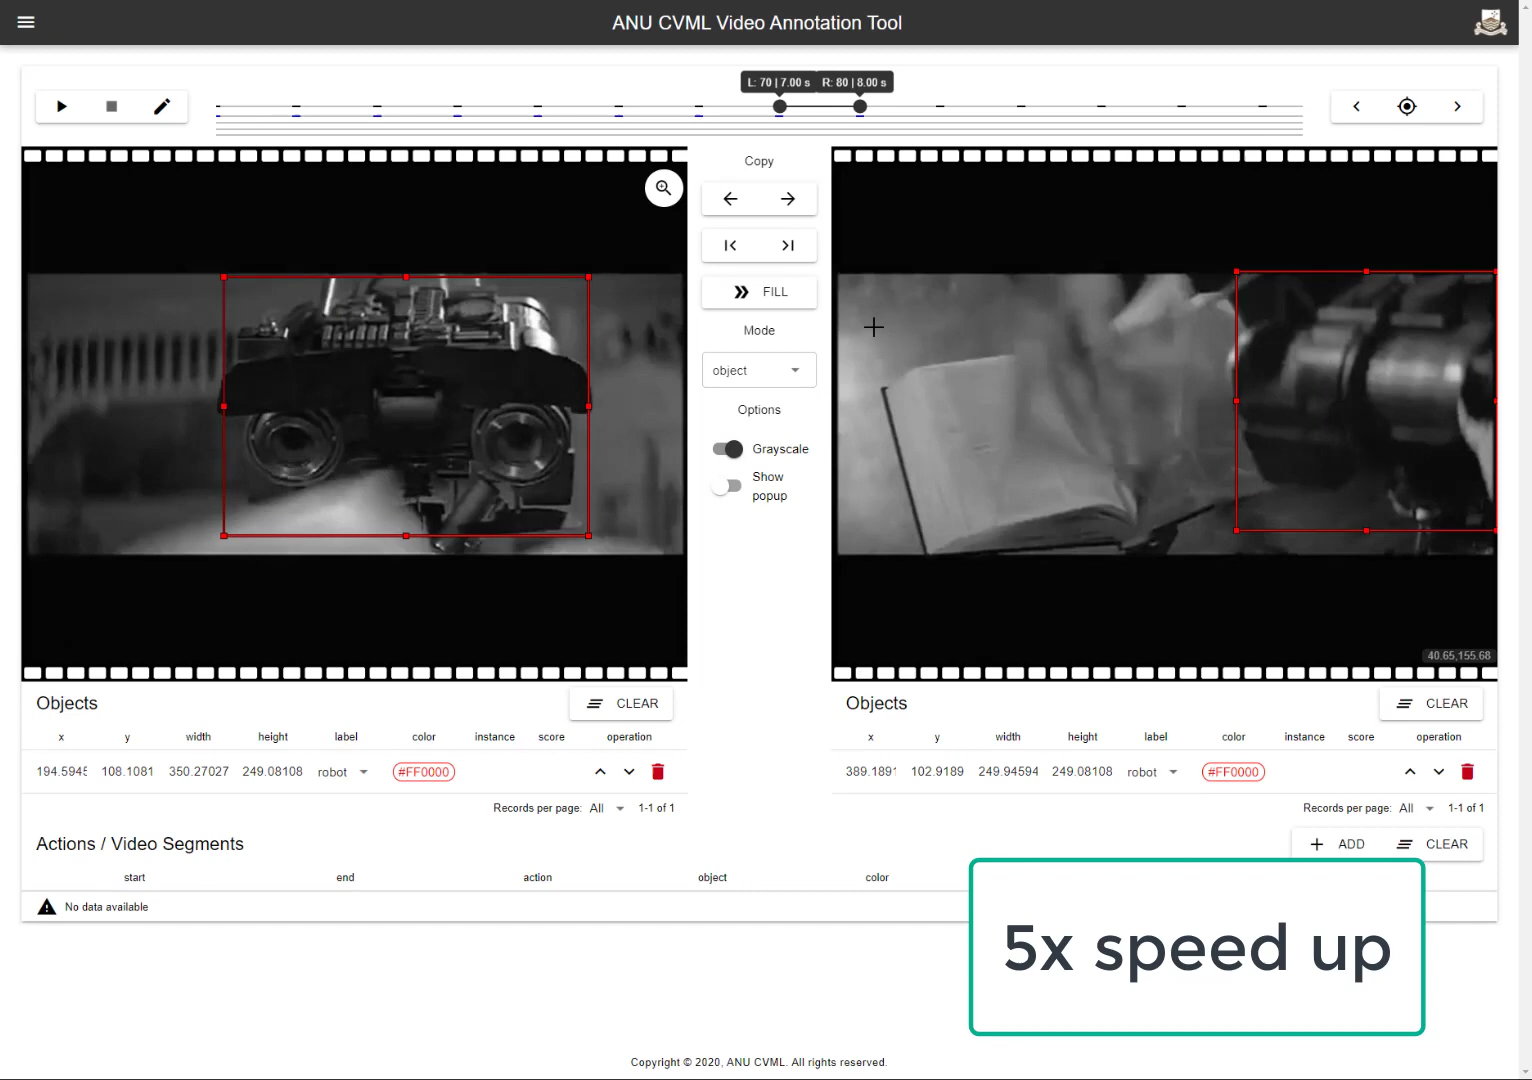 ANU CVML Video Annotation Tool
L: 70 | 7.00 s R: 80 | 8.00 s
Copy
FILL
Mode
object
Options
Grayscale
Show
popup
40.65,155.68
Objects
CLEAR
x y width height label color instance score operation
194.5945 108.1081 350.27027 249.08108 robot #FF0000
Records per page: All 1-1 of 1
Objects
CLEAR
x y width height label color instance score operation
389.1891 102.9189 249.94594 249.08108 robot #FF0000
Records per page: All 1-1 of 1
Actions / Video Segments
ADD CLEAR
start end action object color
No data available
5x speed up
Copyright © 2020, ANU CVML. All rights reserved.